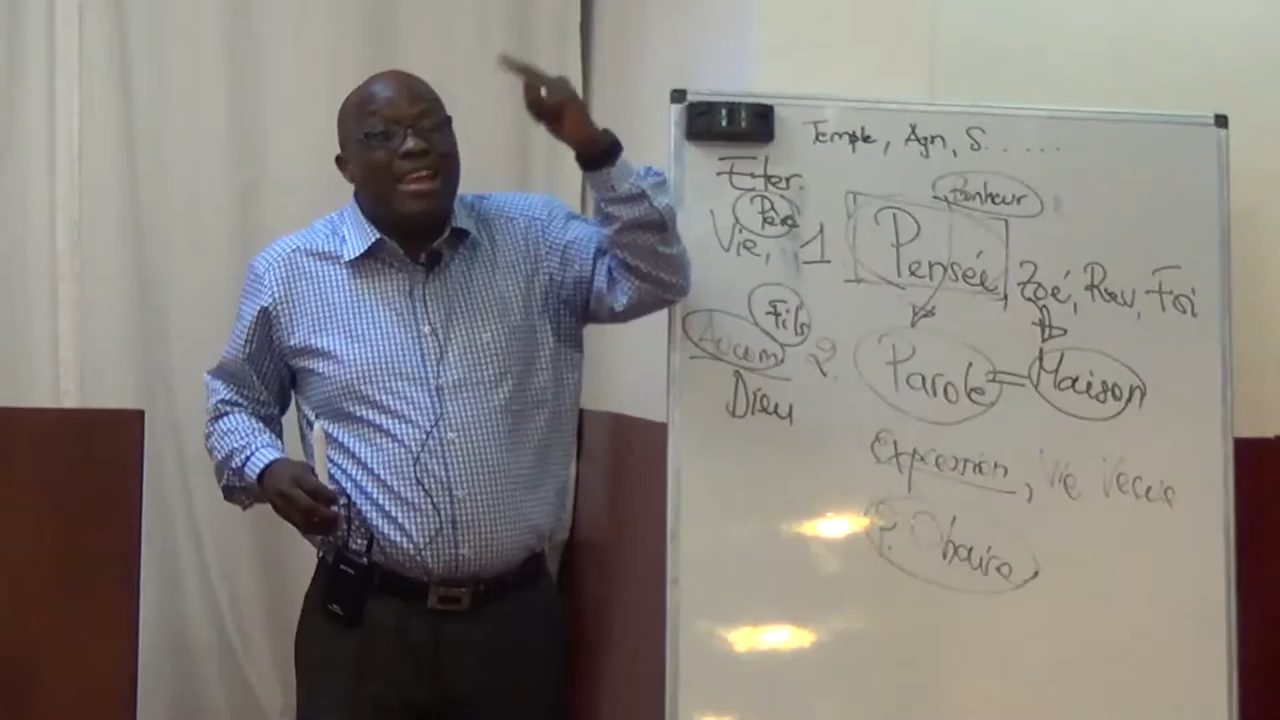 Temple, Agn, S......
Eter.
Bonheur
Père
Vie, 1 Pensée, Zoé, Rev, Foi
Fils
2. Parole = Maison
Dieu
Expression, Vie Vécue
P. Chaire